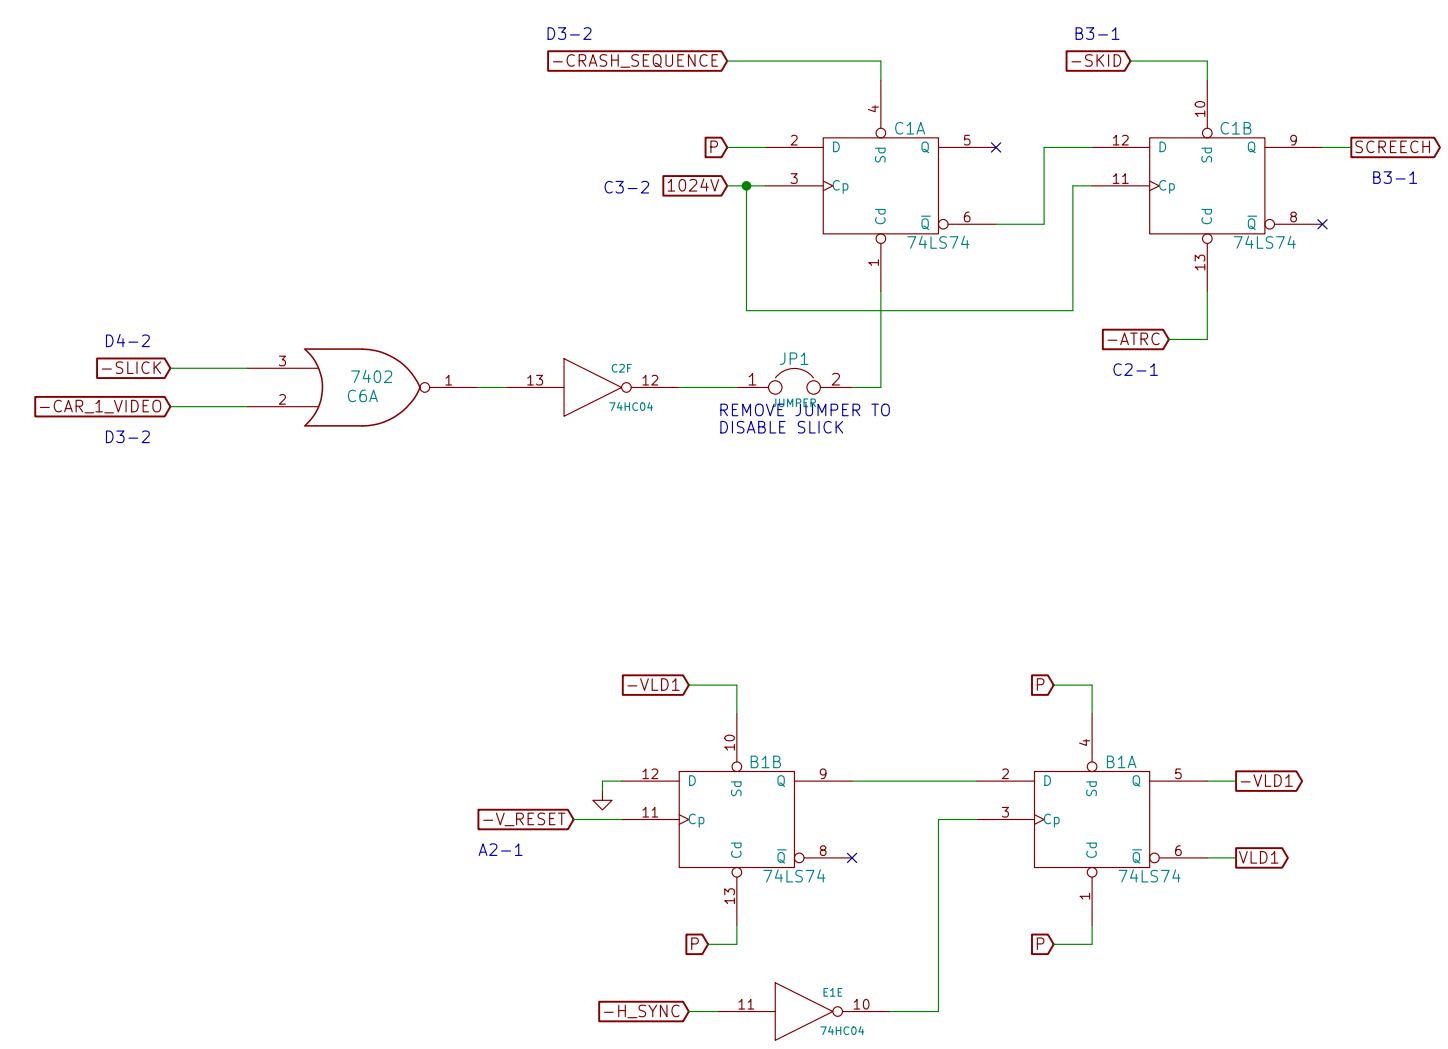 D3-2
B3-1
-CRASH_SEQUENCE
-SKID
4
10
C1A
C1B
P
2
D
Sd
Q
5
12
D
Sd
Q
9
SCREECH
C3-2
1024V
3
Cp
11
Cp
B3-1
Cd
Q
6
Cd
Q
8
74LS74
74LS74
1
13
D4-2
-ATRC
-SLICK
3
C2-1
7402
C6A
1
13
C2F
12
74HC04
JP1
1
2
JUMPER
-CAR_1_VIDEO
2
REMOVE JUMPER TO
DISABLE SLICK
D3-2
-VLD1
P
10
4
B1B
B1A
12
D
Sd
Q
9
2
D
Sd
Q
5
-VLD1
-V_RESET
11
Cp
3
Cp
A2-1
Cd
Q
8
Cd
Q
6
VLD1
74LS74
74LS74
13
1
P
P
E1E
-H_SYNC
11
10
74HC04